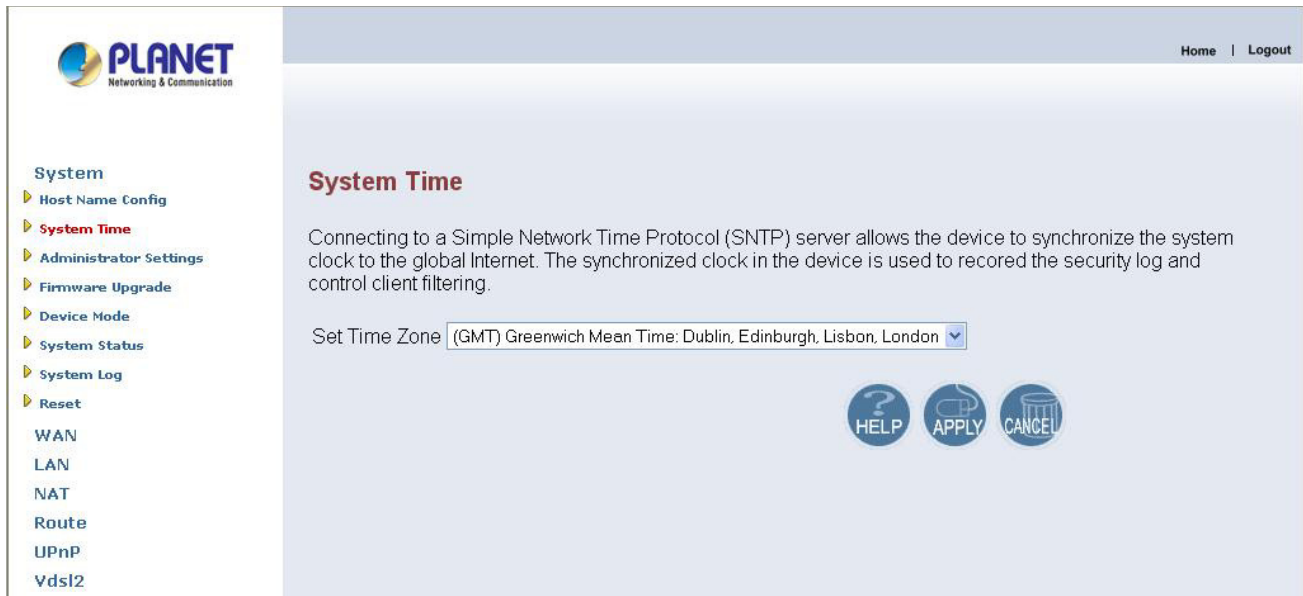 PLANET
Networking & Communication
Home | Logout
System
Host Name Config
System Time
Administrator Settings
Firmware Upgrade
Device Mode
System Status
System Log
Reset
WAN
LAN
NAT
Route
UPnP
Vdsl2
System Time
Connecting to a Simple Network Time Protocol (SNTP) server allows the device to synchronize the system
clock to the global Internet. The synchronized clock in the device is used to recored the security log and
control client filtering.
Set Time Zone (GMT) Greenwich Mean Time: Dublin, Edinburgh, Lisbon, London
HELP APPLY CANCEL